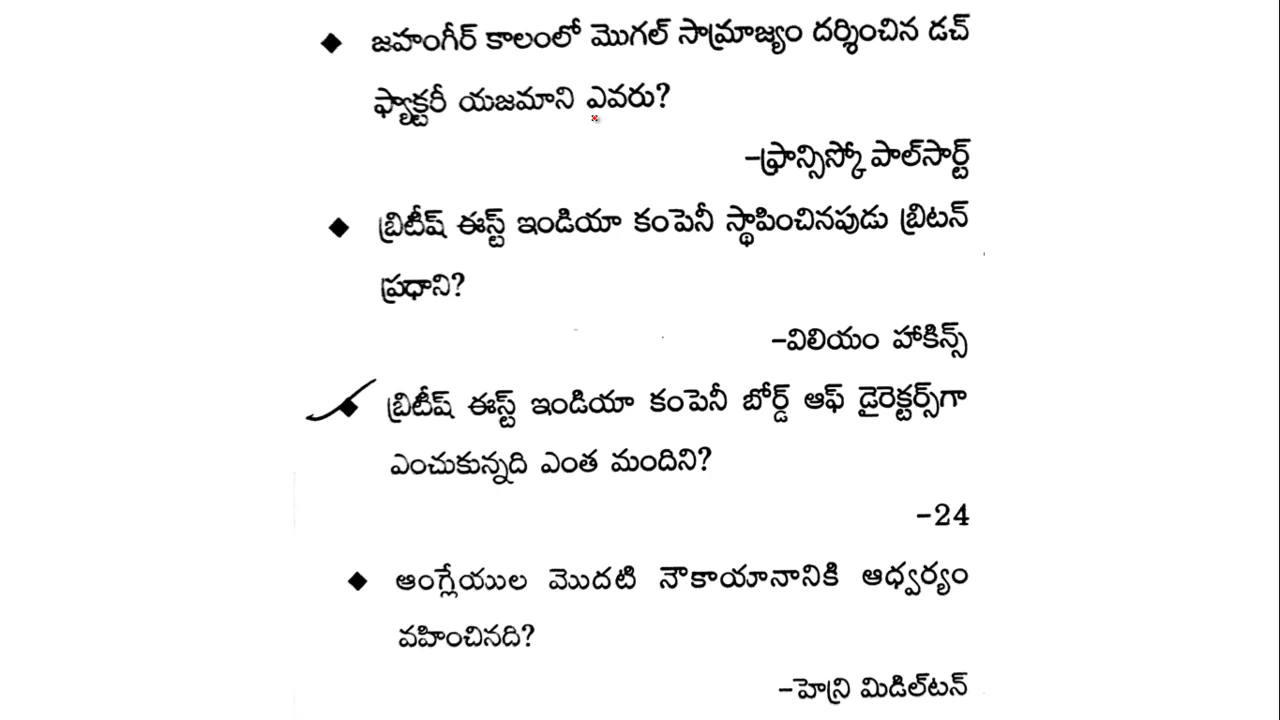 ◆ జహంగీర్ కాలంలో మొగల్ సామ్రాజ్యం దర్శించిన డచ్
ఫ్యాక్టరీ యజమాని ఎవరు?
-ఫ్రాన్సిస్కో పాల్‌సార్ట్
◆ బ్రిటీష్ ఈస్ట్ ఇండియా కంపెనీ స్థాపించినపుడు బ్రిటన్
ప్రధాని?
-విలియం హాకిన్స్
◆ బ్రిటీష్ ఈస్ట్ ఇండియా కంపెనీ బోర్డ్ ఆఫ్ డైరెక్టర్స్‌గా
ఎంచుకున్నది ఎంత మందిని?
-24
◆ ఆంగ్లేయుల మొదటి నౌకాయానానికి ఆధ్వర్యం
వహించినది?
-హెన్రి మిడిల్‌టన్